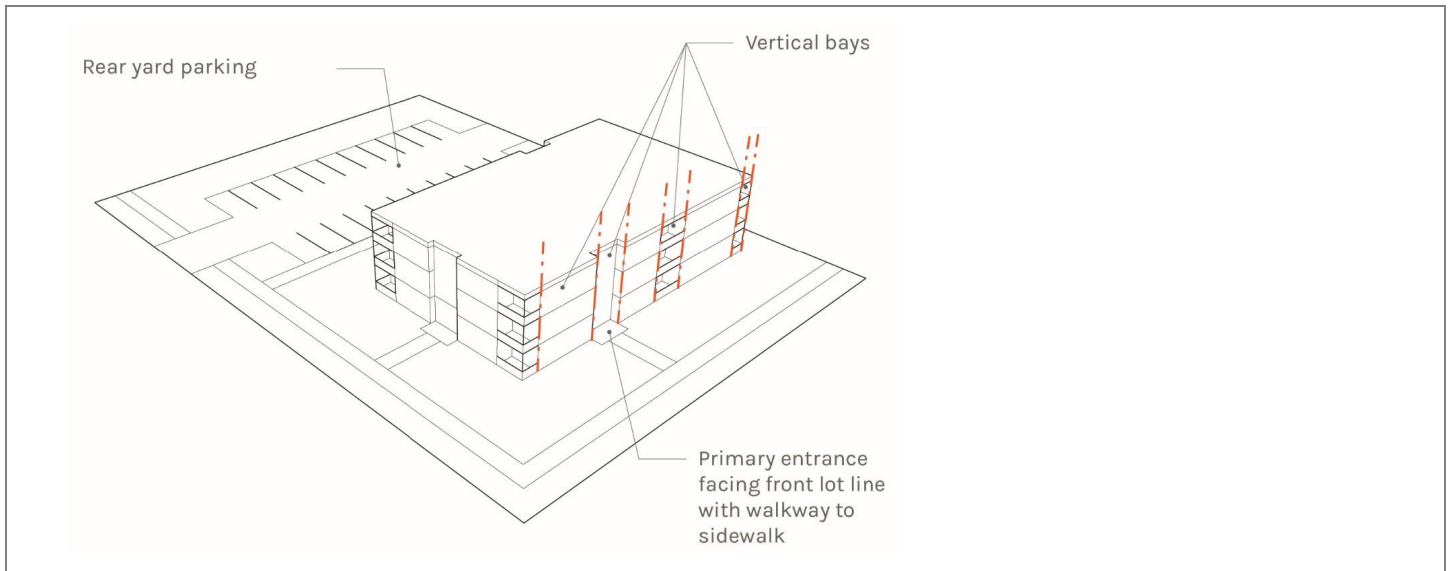 Vertical bays
Rear yard parking
Primary entrance
facing front lot line
with walkway to
sidewalk